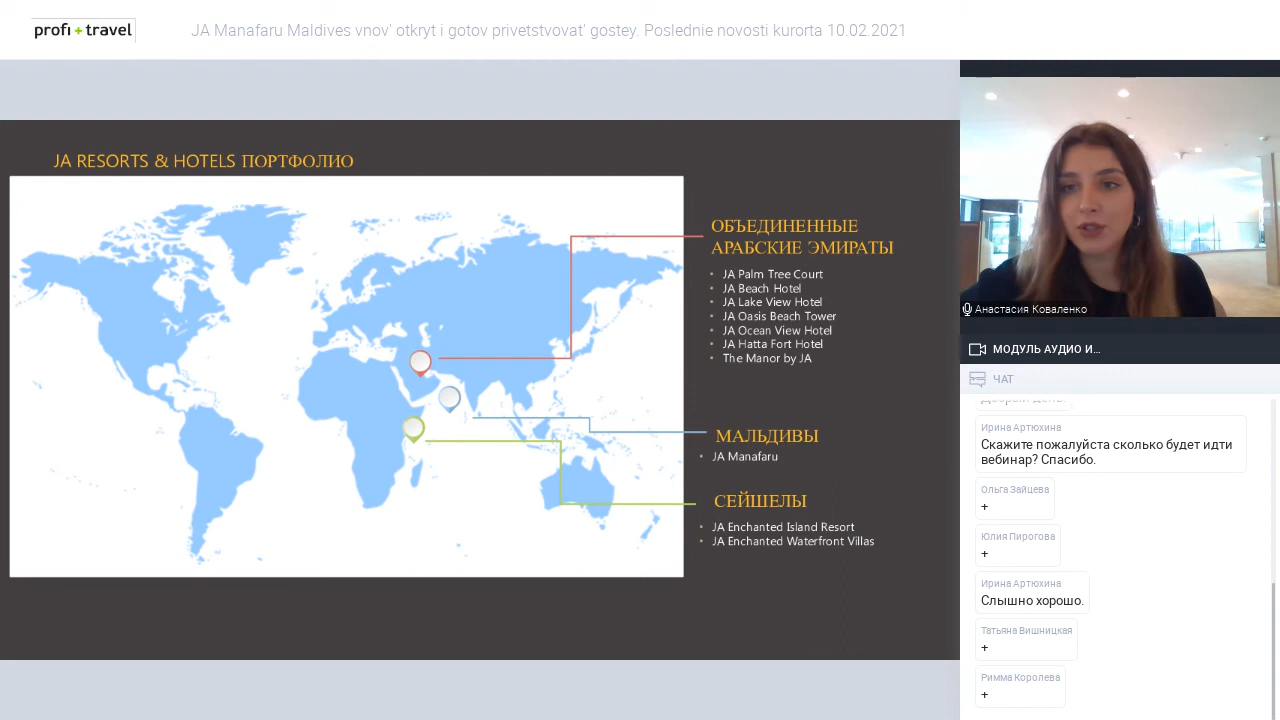 profi + travel
JA Manafaru Maldives vnov' otkryt i gotov privetstvovat' gostey. Poslednie novosti kurorta 10.02.2021
JA RESORTS & HOTELS ПОРТФОЛИО
ОБЪЕДИНЕННЫЕ
АРАБСКИЕ ЭМИРАТЫ
• JA Palm Tree Court
• JA Beach Hotel
• JA Lake View Hotel
• JA Oasis Beach Tower
• JA Ocean View Hotel
• JA Hatta Fort Hotel
• The Manor by JA
МАЛЬДИВЫ
• JA Manafaru
СЕЙШЕЛЫ
• JA Enchanted Island Resort
• JA Enchanted Waterfront Villas
Анастасия Коваленко
МОДУЛЬ АУДИО И...
ЧАТ
Добрый день!
Ирина Артюхина
Скажите пожалуйста сколько будет идти
вебинар? Спасибо.
Ольга Зайцева
+
Юлия Пирогова
+
Ирина Артюхина
Слышно хорошо.
Татьяна Вишницкая
+
Римма Королева
+